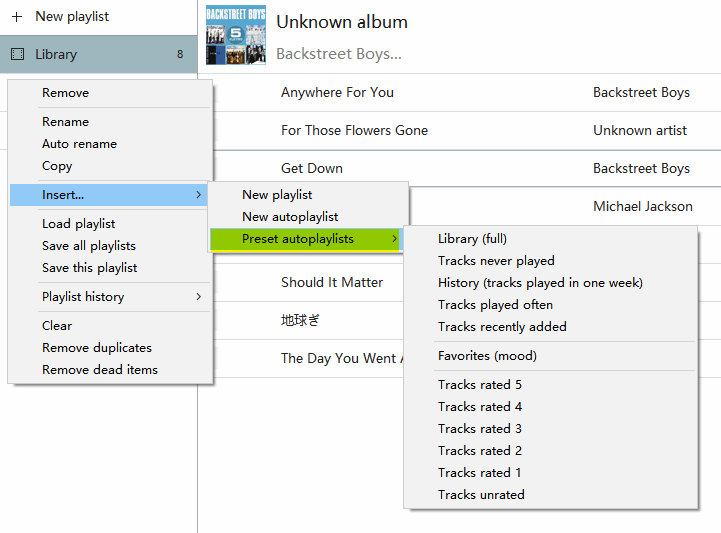 New playlist
Library 8
BACKSTREET BOYS
5
Unknown album
Backstreet Boys...
Anywhere For You Backstreet Boys
For Those Flowers Gone Unknown artist
Get Down Backstreet Boys
Michael Jackson
Should It Matter
地球ぎ
The Day You Went A
Remove
Rename
Auto rename
Copy
Insert...
Load playlist
Save all playlists
Save this playlist
Playlist history
Clear
Remove duplicates
Remove dead items
New playlist
New autoplaylist
Preset autoplaylists
Library (full)
Tracks never played
History (tracks played in one week)
Tracks played often
Tracks recently added
Favorites (mood)
Tracks rated 5
Tracks rated 4
Tracks rated 3
Tracks rated 2
Tracks rated 1
Tracks unrated